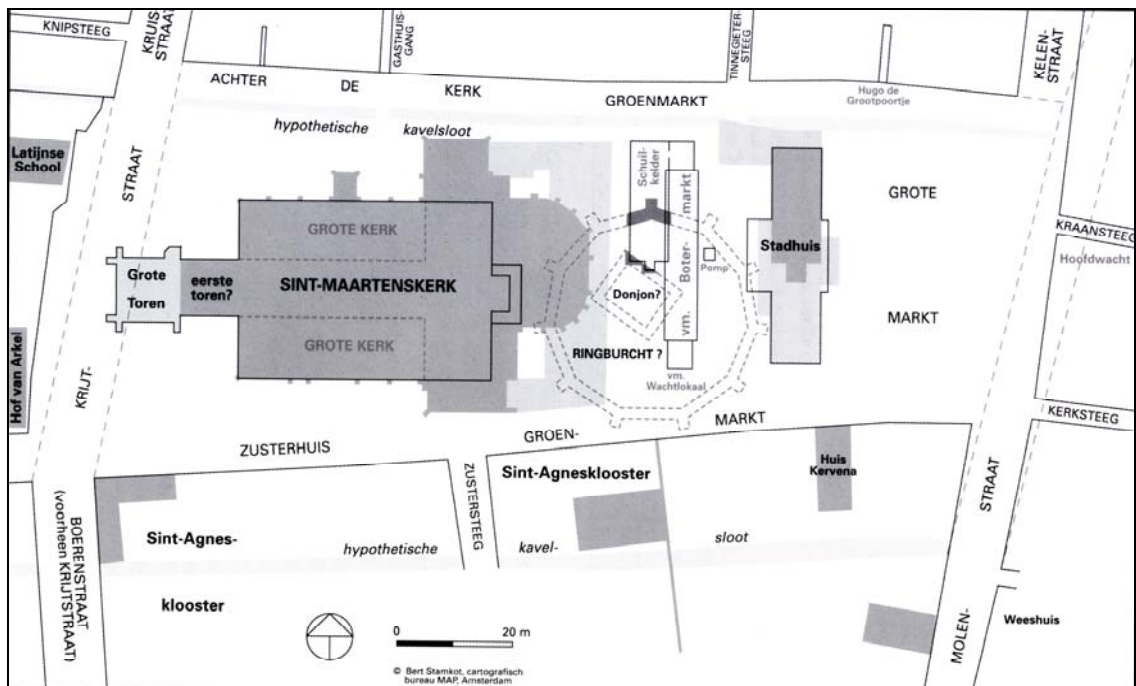 KNIPSTEEG
KRUIS-
STRAAT
GASTHUIS-
GANG
TINNEGIETER-
STEEG
KELEN-
STRAAT
ACHTER DE KERK
GROENMARKT
Hugo de
Grootpoortje
hypothetische kavelsloot
Latijnse
School
STRAAT
Schuil-
kelder
GROTE
GROTE KERK
vm. Boter- markt
KRAANSTEEG
Stadhuis
Hoofdwacht
Pomp
Grote
Toren
eerste
toren?
SINT-MAARTENSKERK
Donjon?
MARKT
GROTE KERK
RINGBURCHT ?
Hof van Arkel
KRIJT-
vm.
Wachtlokaal
KERKSTEEG
ZUSTERHUIS
GROEN-
MARKT
ZUSTERSTEEG
Sint-Agnesklooster
Huis
Kervena
STRAAT
BOERENSTRAAT
(voorheen KRIJTSTRAAT)
Sint-Agnes-
hypothetische kavel- sloot
klooster
MOLEN-
Weeshuis
0 20 m
© Bert Stamkot, cartografisch
bureau MAP, Amsterdam